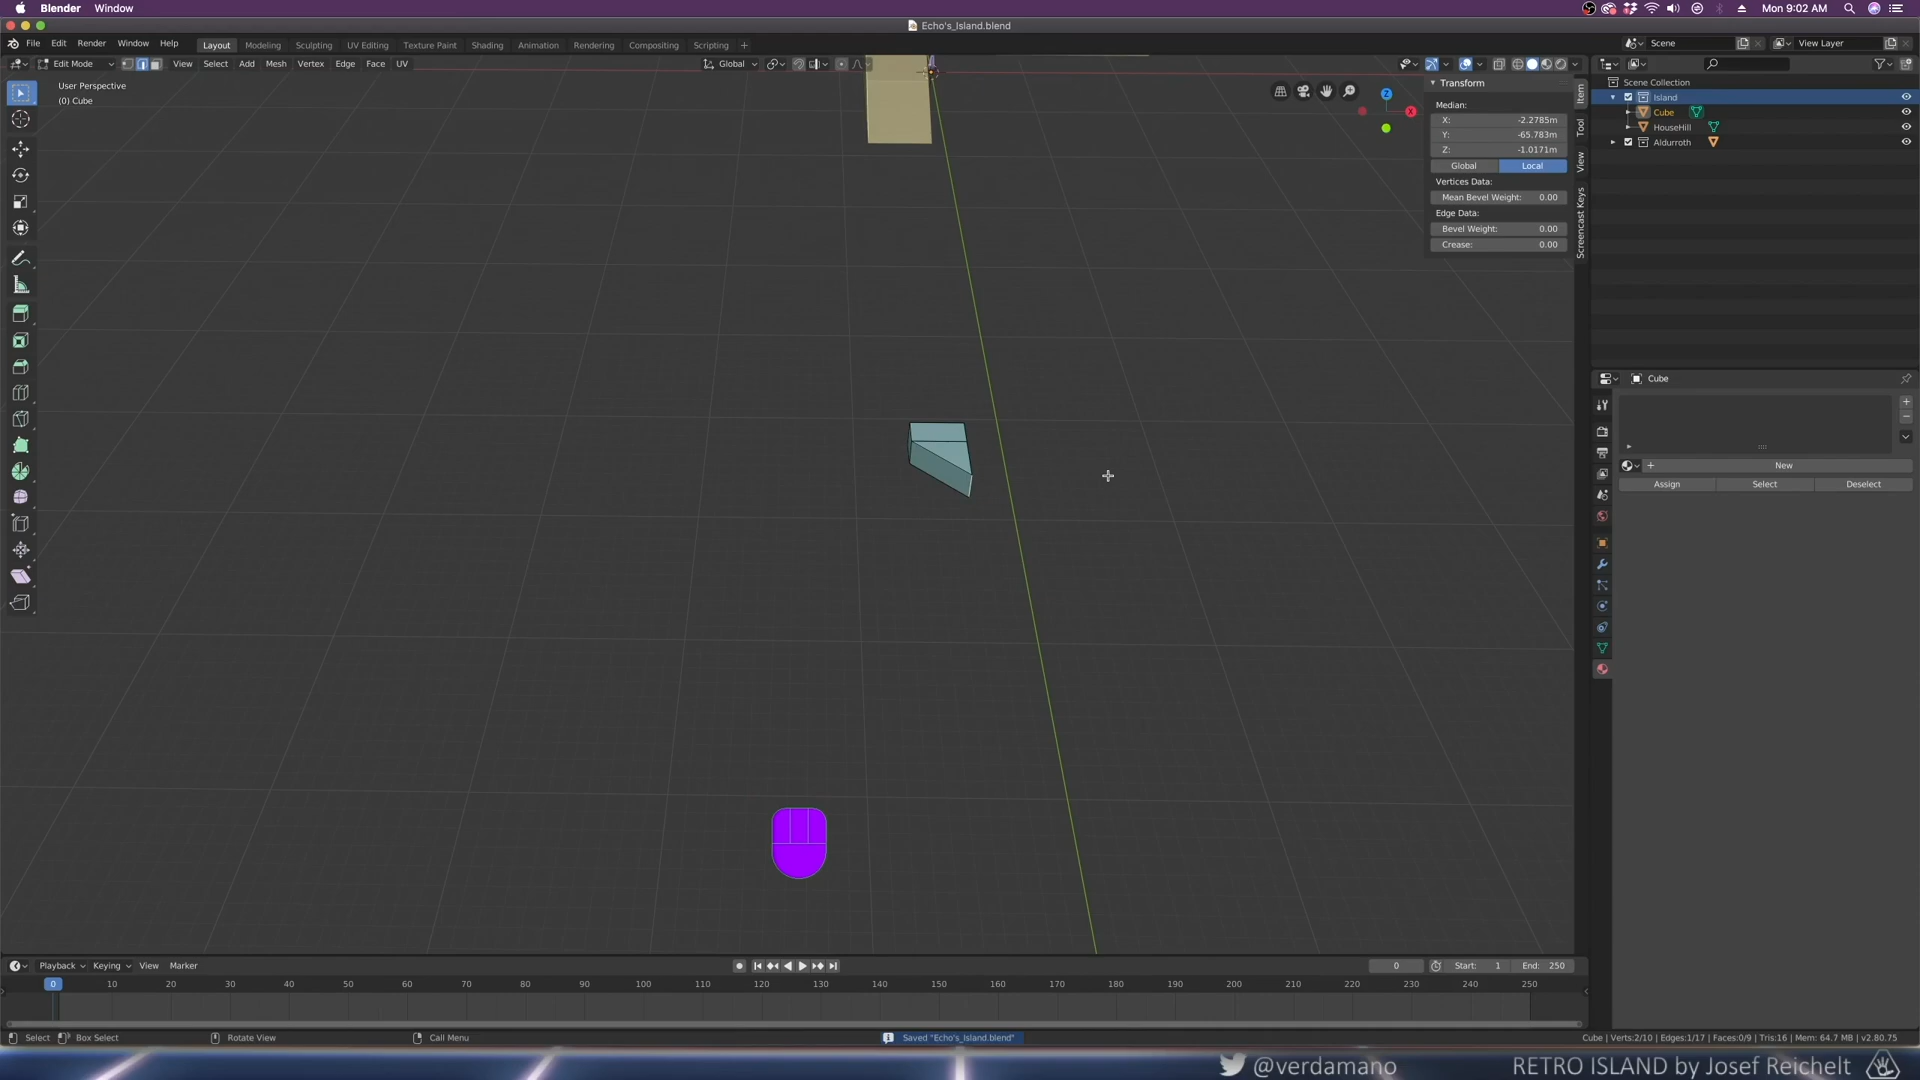 Blender Window Mon 9:02 AM
Echo's_Island.blend
File Edit Render Window Help Layout Modeling Sculpting UV Editing Texture Paint Shading Animation Rendering Compositing Scripting + Scene View Layer
Edit Mode View Select Add Mesh Vertex Edge Face UV Global
User Perspective
(0) Cube
Z
X
Transform
Median:
X: -2.2785m
Y: -65.783m
Z: -1.0171m
Global Local
Vertices Data:
Mean Bevel Weight: 0.00
Edge Data:
Bevel Weight: 0.00
Crease: 0.00
Item
Tool
View
Screencast Keys
Scene Collection
Island
Cube
HouseHill
Aldurroth
Cube
+ New
Assign Select Deselect
Playback Keying View Marker 0 Start: 1 End: 250
0 10 20 30 40 50 60 70 80 90 100 110 120 130 140 150 160 170 180 190 200 210 220 230 240 250
Select Box Select Rotate View Call Menu Saved "Echo's_Island.blend" Cube | Verts:2/10 | Edges:1/17 | Faces:0/9 | Tris:16 | Mem: 64.7 MB | v2.80.75
@verdamano RETRO ISLAND by Josef Reichelt